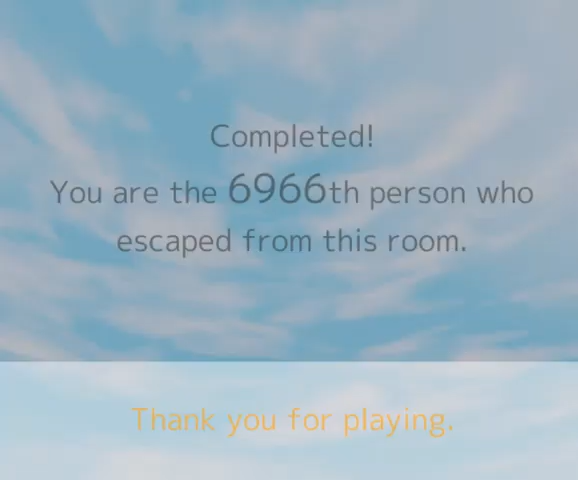 Completed!
You are the 6966th person who
escaped from this room.
Thank you for playing.